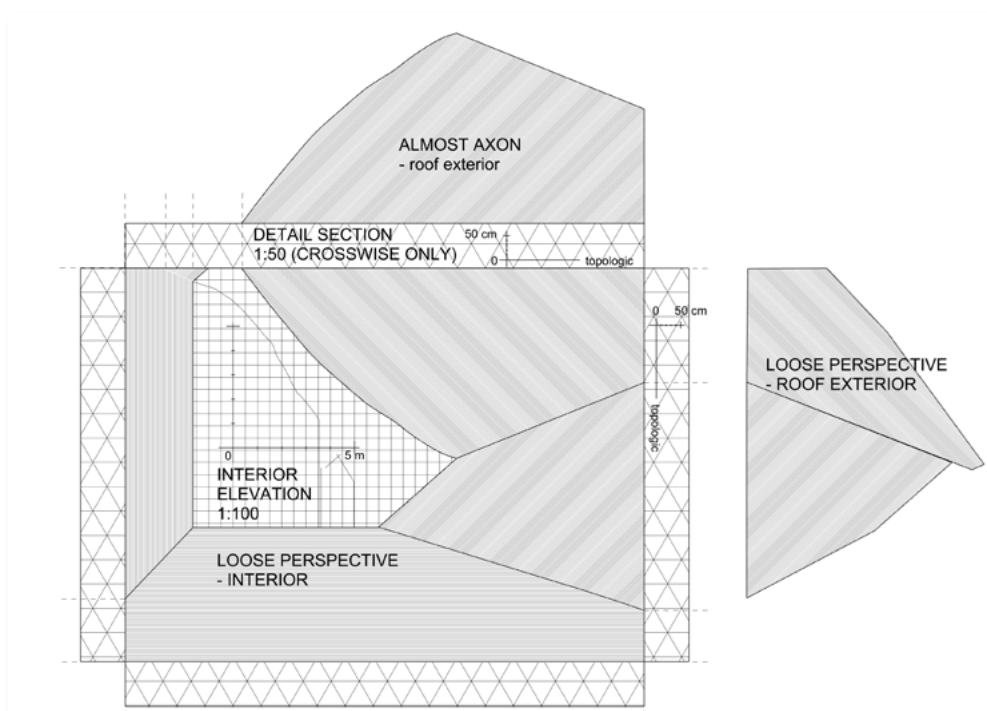 ALMOST AXON
- roof exterior
DETAIL SECTION
1:50 (CROSSWISE ONLY)
50 cm
0
topologic
0 50 cm
topologic
LOOSE PERSPECTIVE
- ROOF EXTERIOR
0
5 m
INTERIOR
ELEVATION
1:100
LOOSE PERSPECTIVE
- INTERIOR